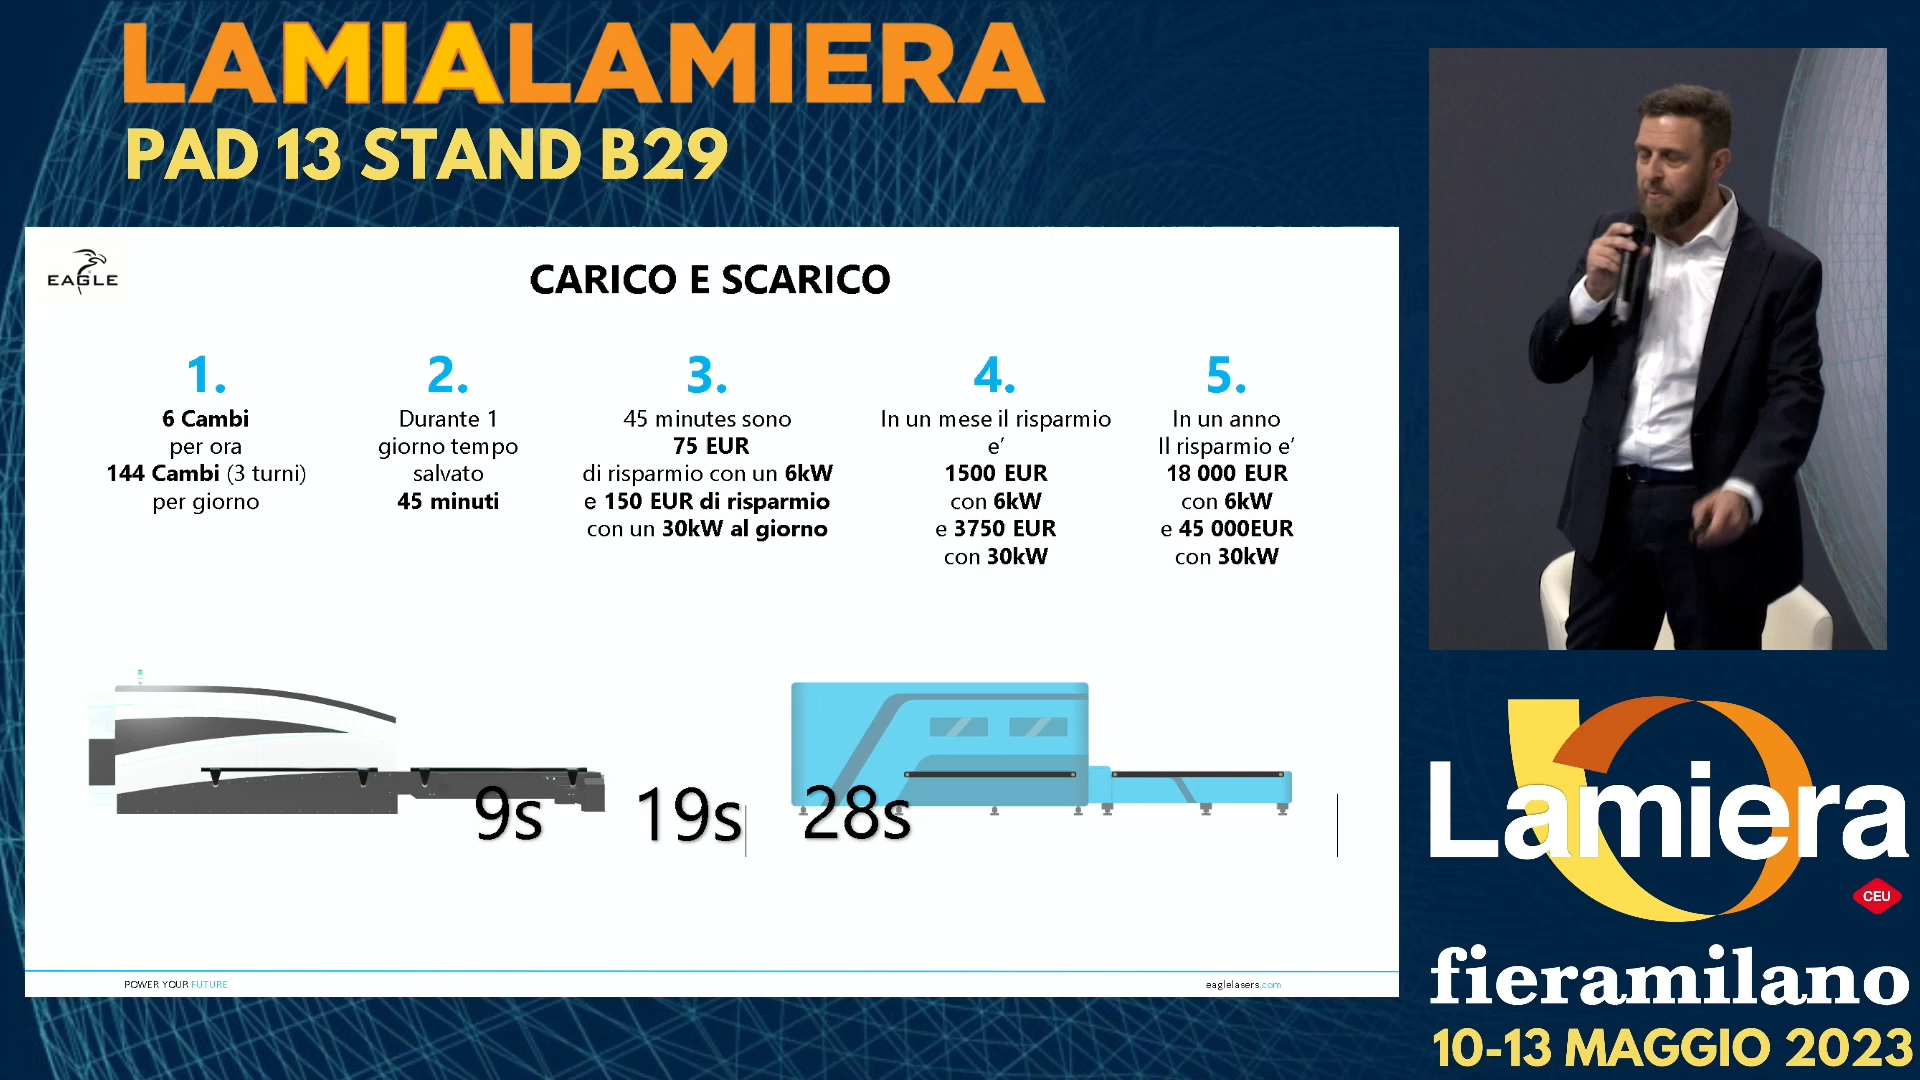 LAMIALAMIERA
PAD 13 STAND B29
EAGLE
CARICO E SCARICO
1.
6 Cambi
per ora
144 Cambi (3 turni)
per giorno
2.
Durante 1
giorno tempo
salvato
45 minuti
3.
45 minutes sono
75 EUR
di risparmio con un 6kW
e 150 EUR di risparmio
con un 30kW al giorno
4.
In un mese il risparmio
e’
1500 EUR
con 6kW
e 3750 EUR
con 30kW
5.
In un anno
Il risparmio e’
18 000 EUR
con 6kW
e 45 000EUR
con 30kW
9s
19s
28s
POWER YOUR FUTURE
eaglelasers.com
Lamiera
CEU
fieramilano
10-13 MAGGIO 2023